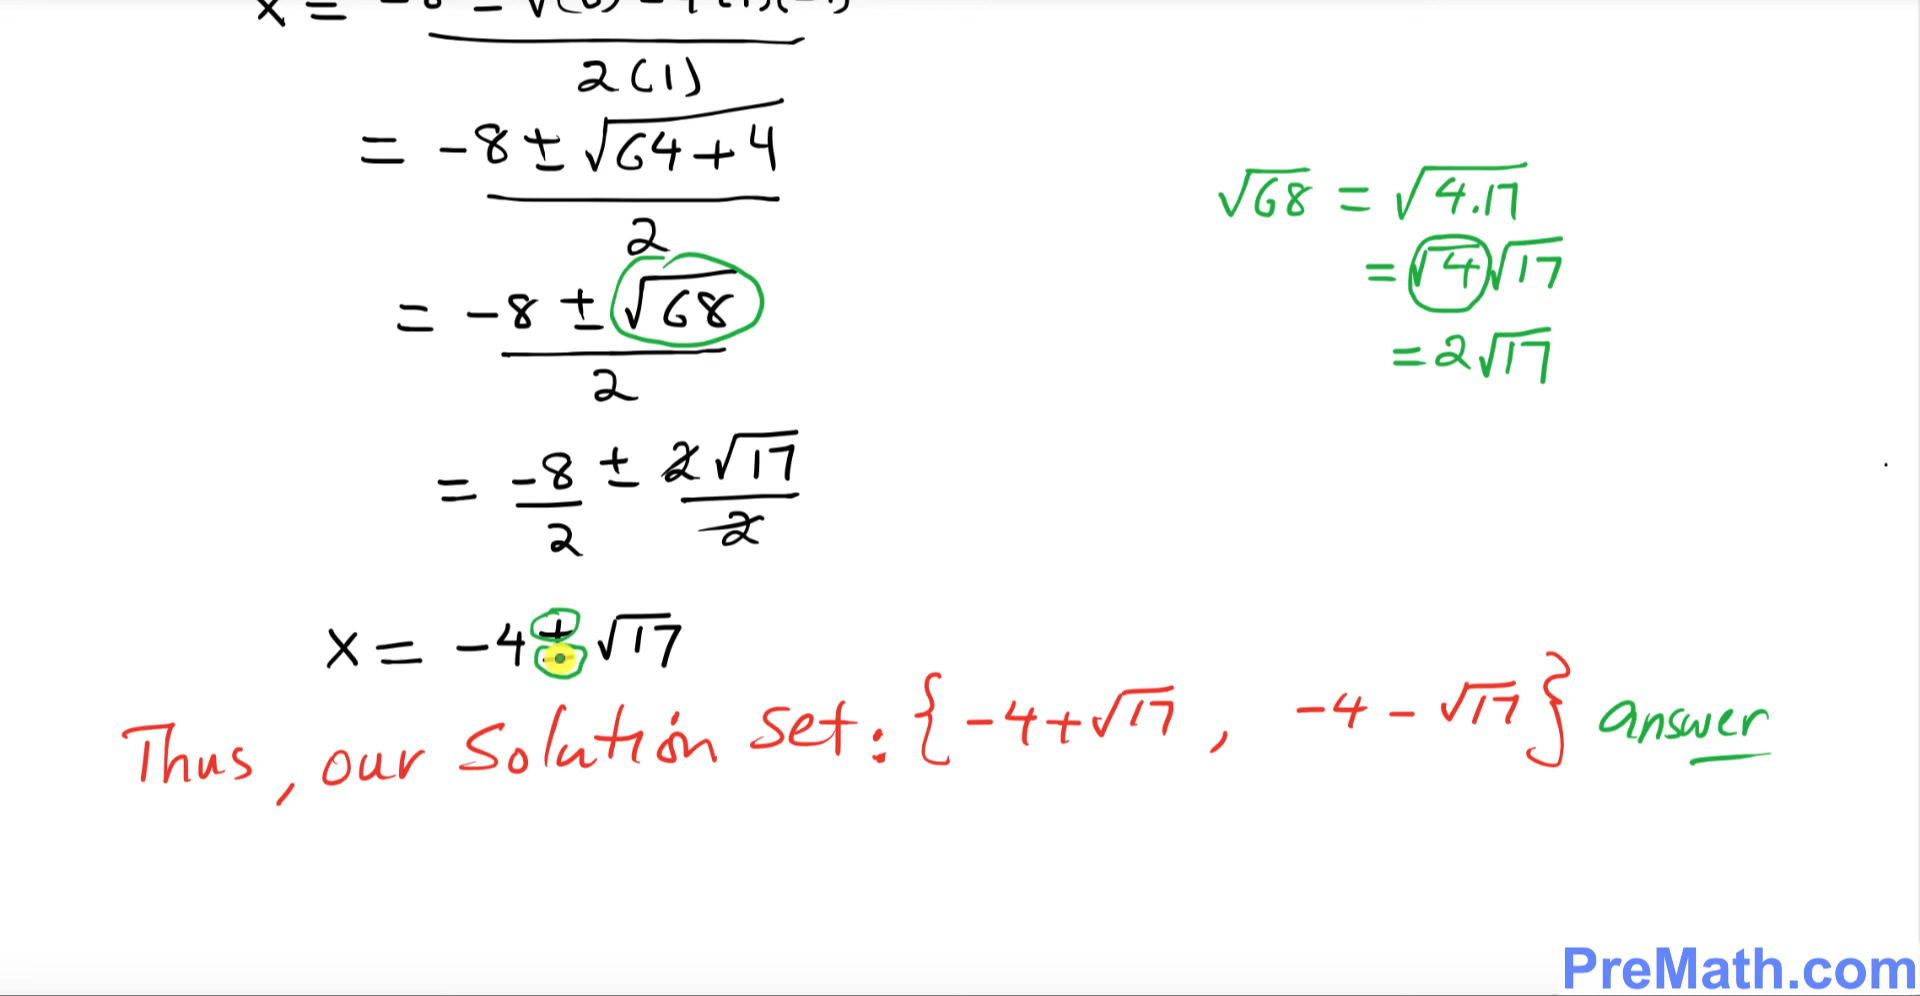 x =
2(1)
= -8 ± √64+4
2
= -8 ± √68
2
= -8/2 ± 2√17/2
x = -4 ± √17
√68 = √4.17
= √4 √17
= 2√17
Thus, our solution set: {-4+√17, -4-√17} answer
PreMath.com